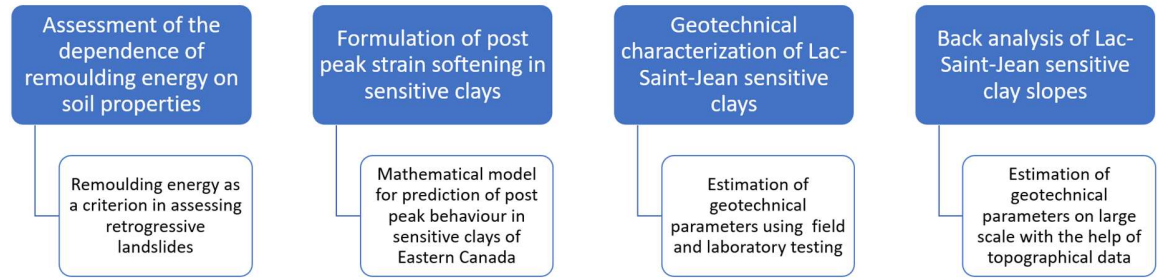 Assessment of the
dependence of
remoulding energy on
soil properties
Remoulding energy as
a criterion in assessing
retrogressive
landslides
Formulation of post
peak strain softening in
sensitive clays
Mathematical model
for prediction of post
peak behaviour in
sensitive clays of
Eastern Canada
Geotechnical
characterization of Lac-
Saint-Jean sensitive
clays
Estimation of
geotechnical
parameters using field
and laboratory testing
Back analysis of Lac-
Saint-Jean sensitive
clay slopes
Estimation of
geotechnical
parameters on large
scale with the help of
topographical data